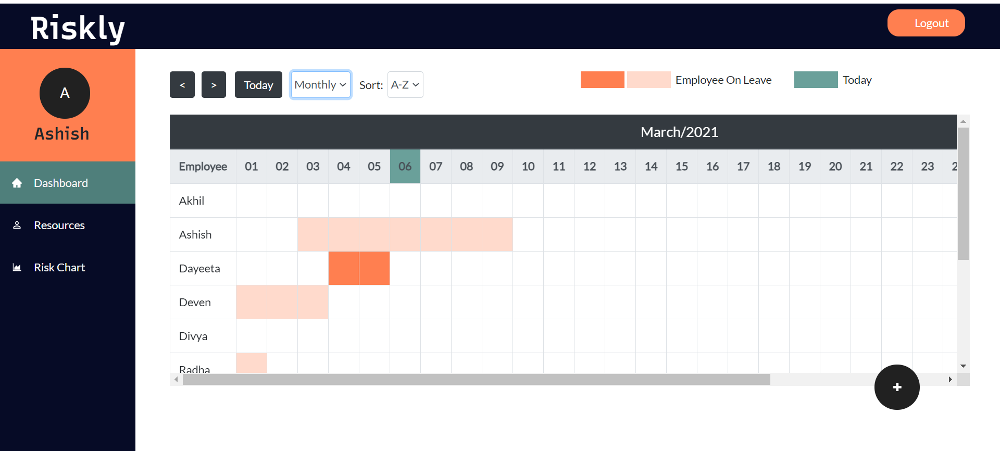 Riskly
Logout
A
Ashish
Dashboard
Resources
Risk Chart
< > Today Monthly Sort: A-Z
Employee On Leave Today
March/2021
Employee 01 02 03 04 05 06 07 08 09 10 11 12 13 14 15 16 17 18 19 20 21 22 23
Akhil
Ashish
Dayeeta
Deven
Divya
Radha
+